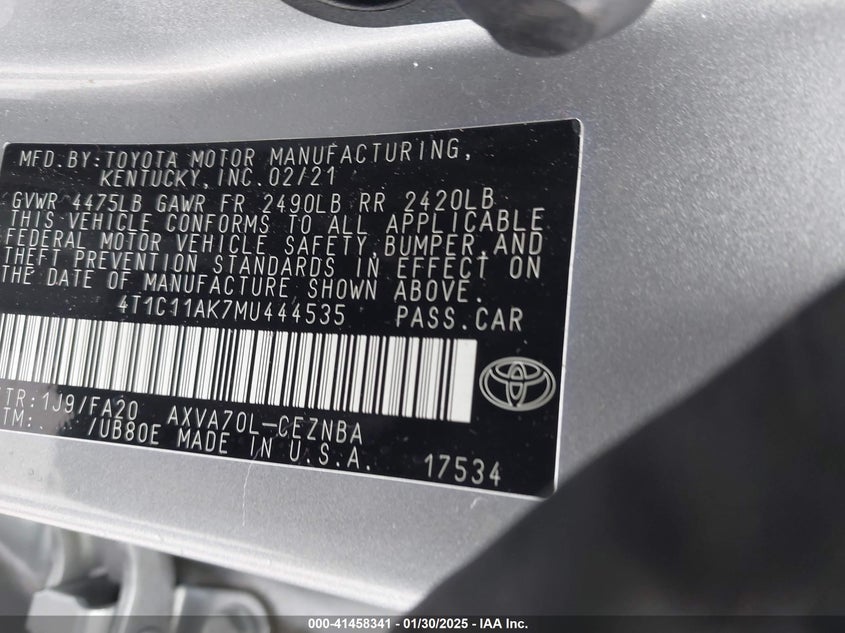 MFD. BY: TOYOTA MOTOR MANUFACTURING,
KENTUCKY, INC. 02/21
GVWR 4475LB GAWR FR 2490LB RR 2420LB
THIS VEHICLE CONFORMS TO ALL APPLICABLE
FEDERAL MOTOR VEHICLE SAFETY, BUMPER, AND
THEFT PREVENTION STANDARDS IN EFFECT ON
THE DATE OF MANUFACTURE SHOWN ABOVE.
4T1C11AK7MU444535 PASS. CAR
TR: 1J9/FA20 AXVA70L-CEZNBA
TM: /UB80E MADE IN U.S.A. 17534
000-41458341 — 01/30/2025 — IAA Inc.